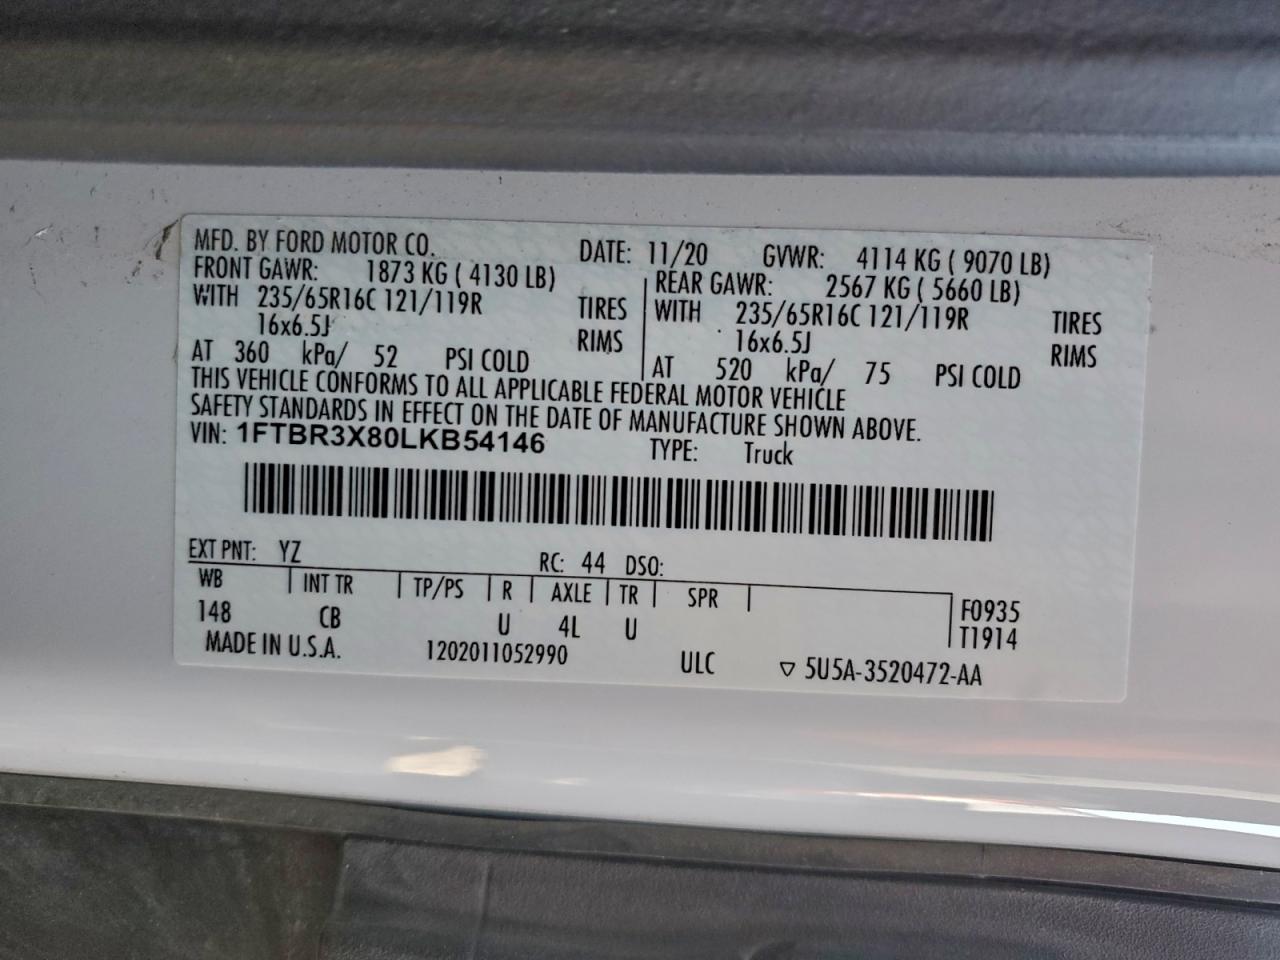 MFD. BY FORD MOTOR CO. DATE: 11/20 GVWR: 4114 KG ( 9070 LB)
FRONT GAWR: 1873 KG ( 4130 LB) REAR GAWR: 2567 KG ( 5660 LB)
WITH 235/65R16C 121/119R TIRES WITH 235/65R16C 121/119R TIRES
16x6.5J RIMS 16x6.5J RIMS
AT 360 kPa/ 52 PSI COLD AT 520 kPa/ 75 PSI COLD
THIS VEHICLE CONFORMS TO ALL APPLICABLE FEDERAL MOTOR VEHICLE
SAFETY STANDARDS IN EFFECT ON THE DATE OF MANUFACTURE SHOWN ABOVE.
VIN: 1FTBR3X80LKB54146 TYPE: Truck
EXT PNT: YZ RC: 44 DSO:
WB INT TR TP/PS R AXLE TR SPR F0935
148 CB U 4L U T1914
MADE IN U.S.A. 1202011052990 ULC ▽ 5U5A-3520472-AA